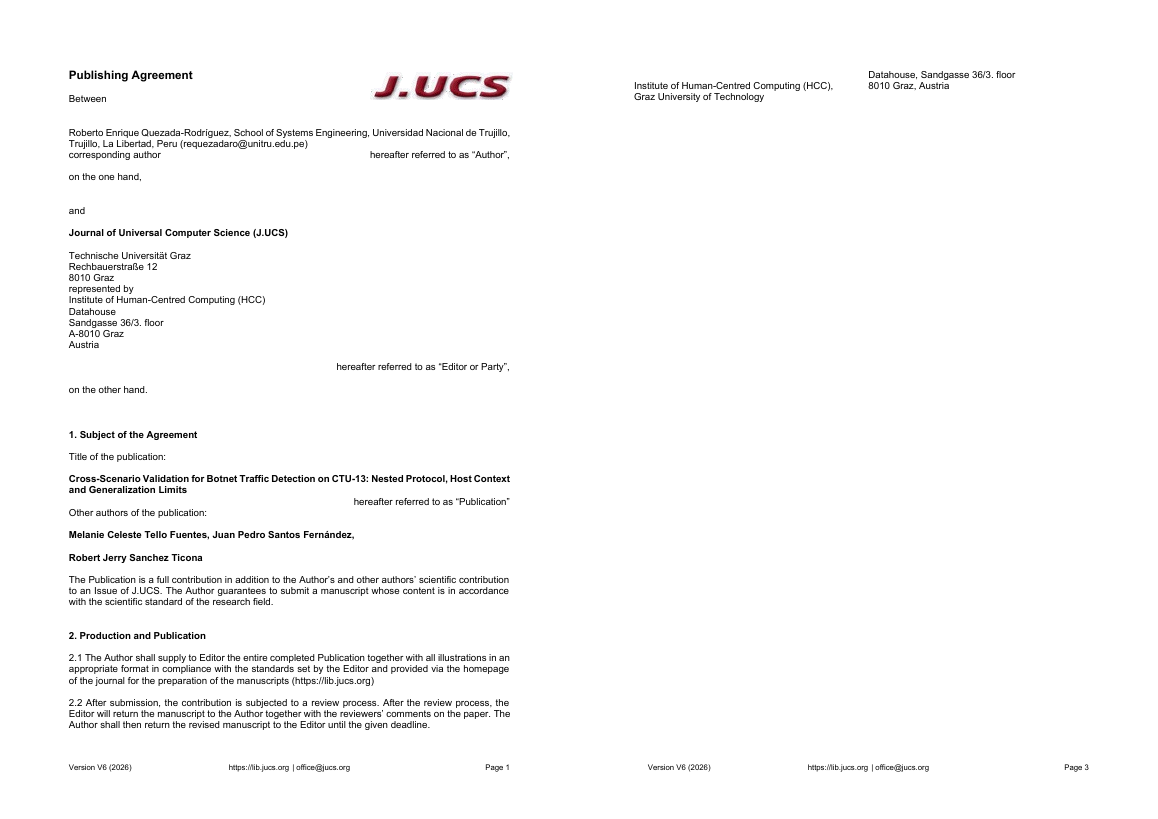 Publishing Agreement
J.UCS
Between
Roberto Enrique Quezada-Rodríguez, School of Systems Engineering, Universidad Nacional de Trujillo,
Trujillo, La Libertad, Peru (requezadaro@unitru.edu.pe)
corresponding author hereafter referred to as “Author”,
on the one hand,
and
Journal of Universal Computer Science (J.UCS)
Technische Universität Graz
Rechbauerstraße 12
8010 Graz
represented by
Institute of Human-Centred Computing (HCC)
Datahouse
Sandgasse 36/3. floor
A-8010 Graz
Austria
hereafter referred to as “Editor or Party”,
on the other hand.
1. Subject of the Agreement
Title of the publication:
Cross-Scenario Validation for Botnet Traffic Detection on CTU-13: Nested Protocol, Host Context
and Generalization Limits
hereafter referred to as “Publication”
Other authors of the publication:
Melanie Celeste Tello Fuentes, Juan Pedro Santos Fernández,
Robert Jerry Sanchez Ticona
The Publication is a full contribution in addition to the Author’s and other authors’ scientific contribution
to an Issue of J.UCS. The Author guarantees to submit a manuscript whose content is in accordance
with the scientific standard of the research field.
2. Production and Publication
2.1 The Author shall supply to Editor the entire completed Publication together with all illustrations in an
appropriate format in compliance with the standards set by the Editor and provided via the homepage
of the journal for the preparation of the manuscripts (https://lib.jucs.org)
2.2 After submission, the contribution is subjected to a review process. After the review process, the
Editor will return the manuscript to the Author together with the reviewers’ comments on the paper. The
Author shall then return the revised manuscript to the Editor until the given deadline.
Version V6 (2026) https://lib.jucs.org | office@jucs.org Page 1
Institute of Human-Centred Computing (HCC),
Graz University of Technology
Datahouse, Sandgasse 36/3. floor
8010 Graz, Austria
Version V6 (2026) https://lib.jucs.org | office@jucs.org Page 3